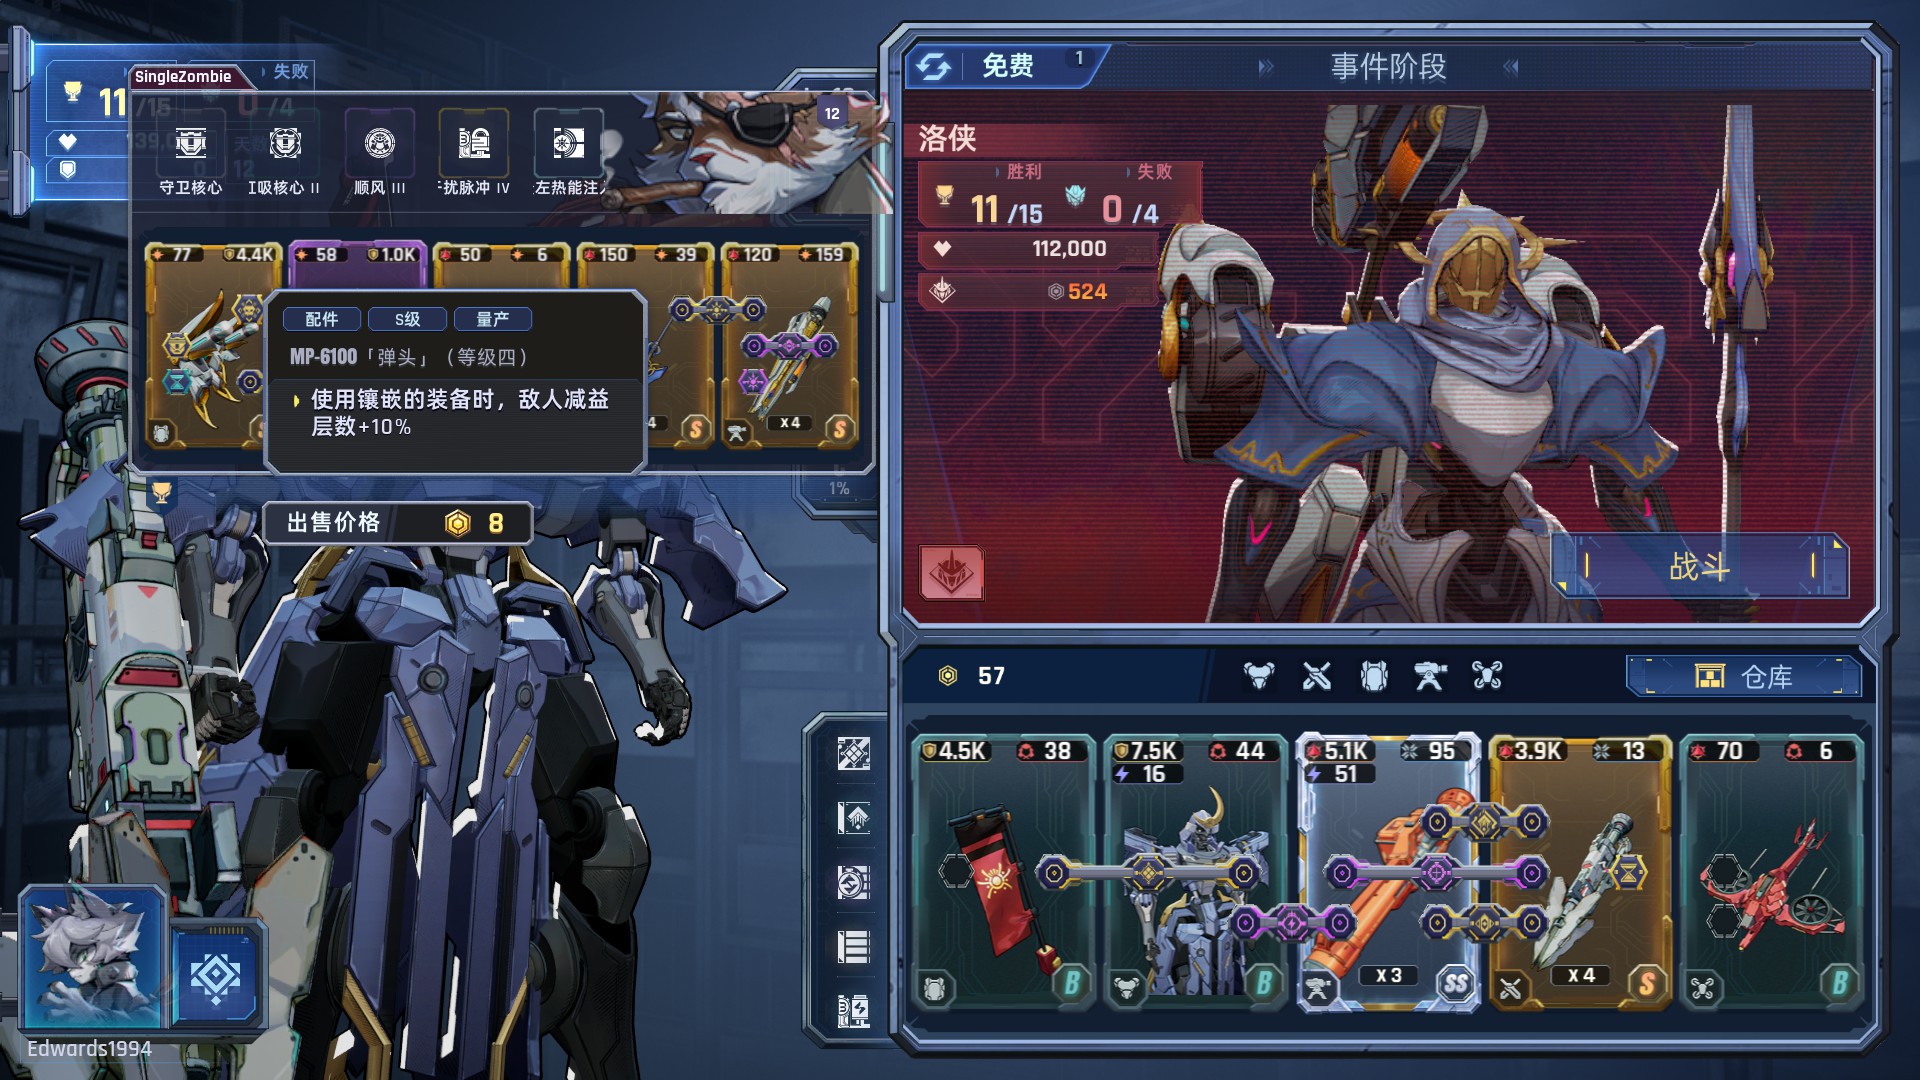 失败
11/15
0/4
SingleZombie
12
守卫核心
吸核心 II
顺风 III
扰脉冲 IV
左热能注
77
4.4K
58
1.0K
50
6
150
39
120
159
配件
S级
量产
MP-6100「弹头」（等级四）
使用镶嵌的装备时，敌人减益
层数+10%
x4
S
S
1%
出售价格
8
Edwards1994
免费
1
事件阶段
洛侠
胜利
失败
11/15
0/4
112,000
524
战斗
57
仓库
4.5K
38
B
7.5K
44
16
B
5.1K
95
51
x3
SS
3.9K
13
x4
S
70
6
B